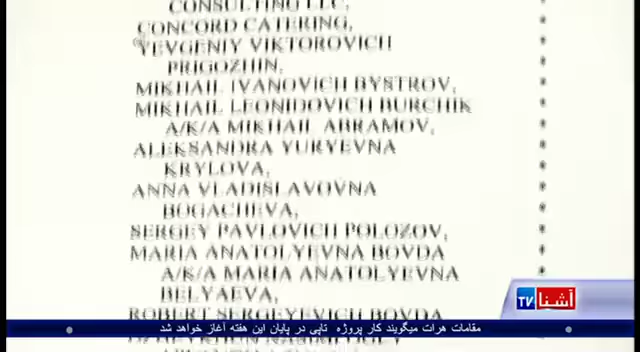 CONSULTING LLC,
CONCORD CATERING,
YEVGENIY VIKTOROVICH
PRIGOZHIN,
MIKHAIL IVANOVICH BYSTROV,
MIKHAIL LEONIDOVICH BURCHIK
A/K/A MIKHAIL ABRAMOV,
ALEKSANDRA YURYEVNA
KRYLOVA,
ANNA VLADISLAVOVNA
BOGACHEVA,
SERGEY PAVLOVICH POLOZOV,
MARIA ANATOLYEVNA BOVDA
A/K/A MARIA ANATOLYEVNA
BELYAEVA,
ROBERT SERGEYEVICH BOVDA
TV آشنا
مقامات هرات میگویند کار پروژه تاپی در پایان این هفته آغاز خواهد شد